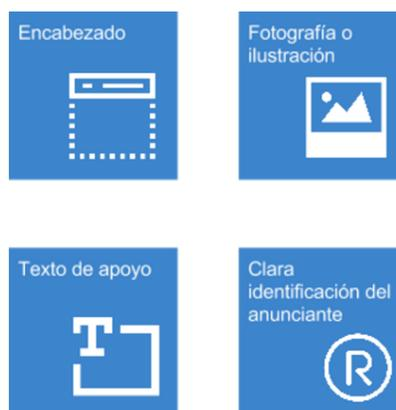 Encabezado
Fotografía o
ilustración
Texto de apoyo
T
Clara
identificación del
anunciante
R